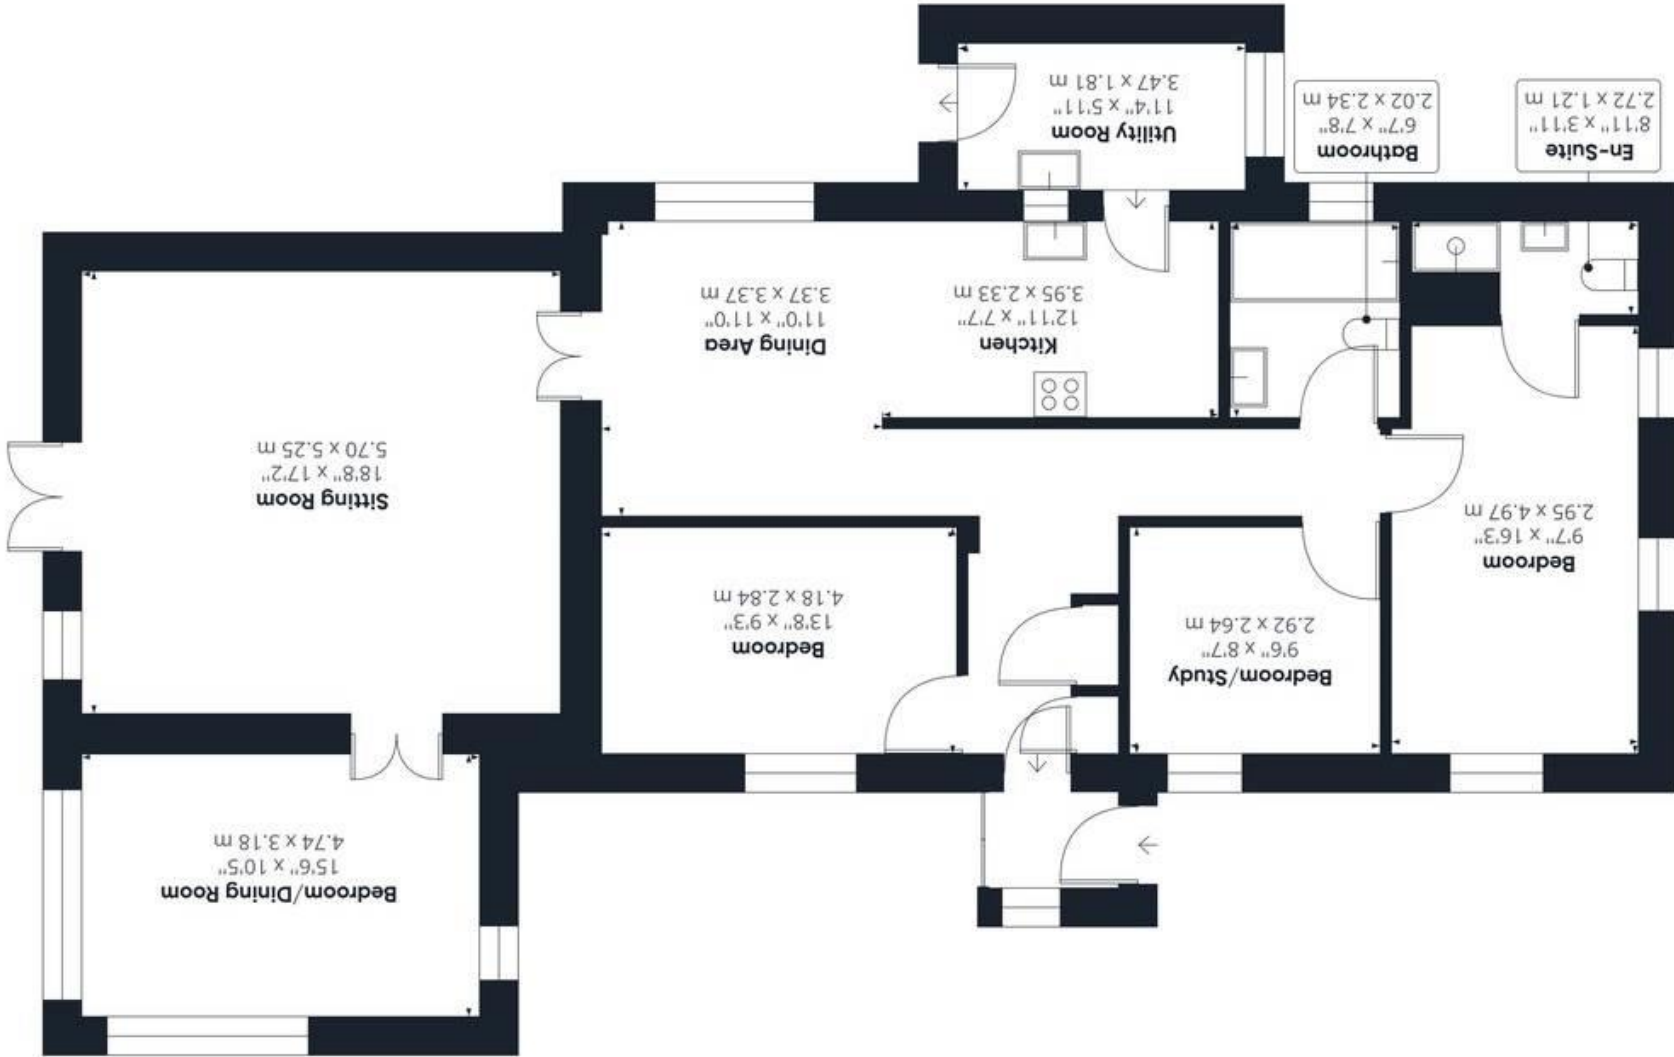 Bedroom/Dining Room
15'6" x 10'5"
4.74 x 3.18 m
Bedroom
9'7" x 16'3"
2.95 x 4.97 m
Bedroom/Study
9'6" x 8'7"
2.92 x 2.64 m
Bedroom
13'8" x 9'3"
4.18 x 2.84 m
Sitting Room
18'8" x 17'2"
5.70 x 5.25 m
Kitchen
12'11" x 7'7"
3.95 x 2.33 m
Dining Area
11'0" x 11'0"
3.37 x 3.37 m
En-Suite
8'11" x 3'11"
2.72 x 1.21 m
Bathroom
6'7" x 7'8"
2.02 x 2.34 m
Utility Room
11'4" x 5'11"
3.47 x 1.81 m